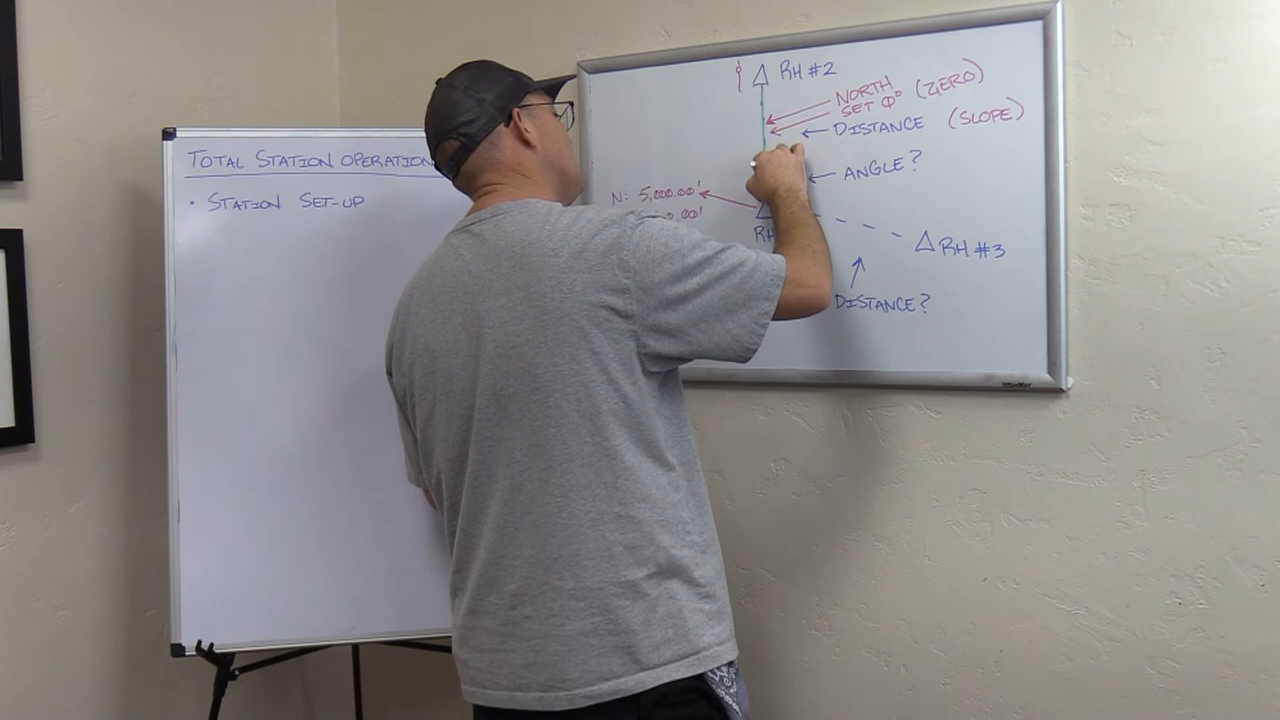 TOTAL STATION OPERATION
• STATION SET-UP
RH #2
NORTH
SET 0° (ZERO)
DISTANCE (SLOPE)
ANGLE?
N: 5,000.00'
RH
RH #3
DISTANCE?